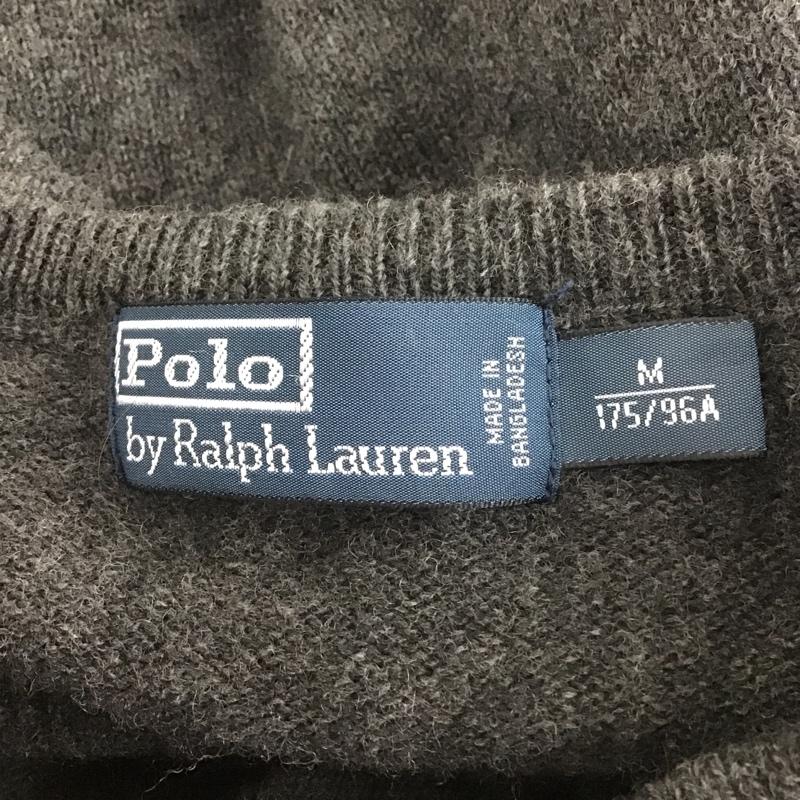 Polo
by Ralph Lauren
MADE IN
BANGLADESH
M
175/96A